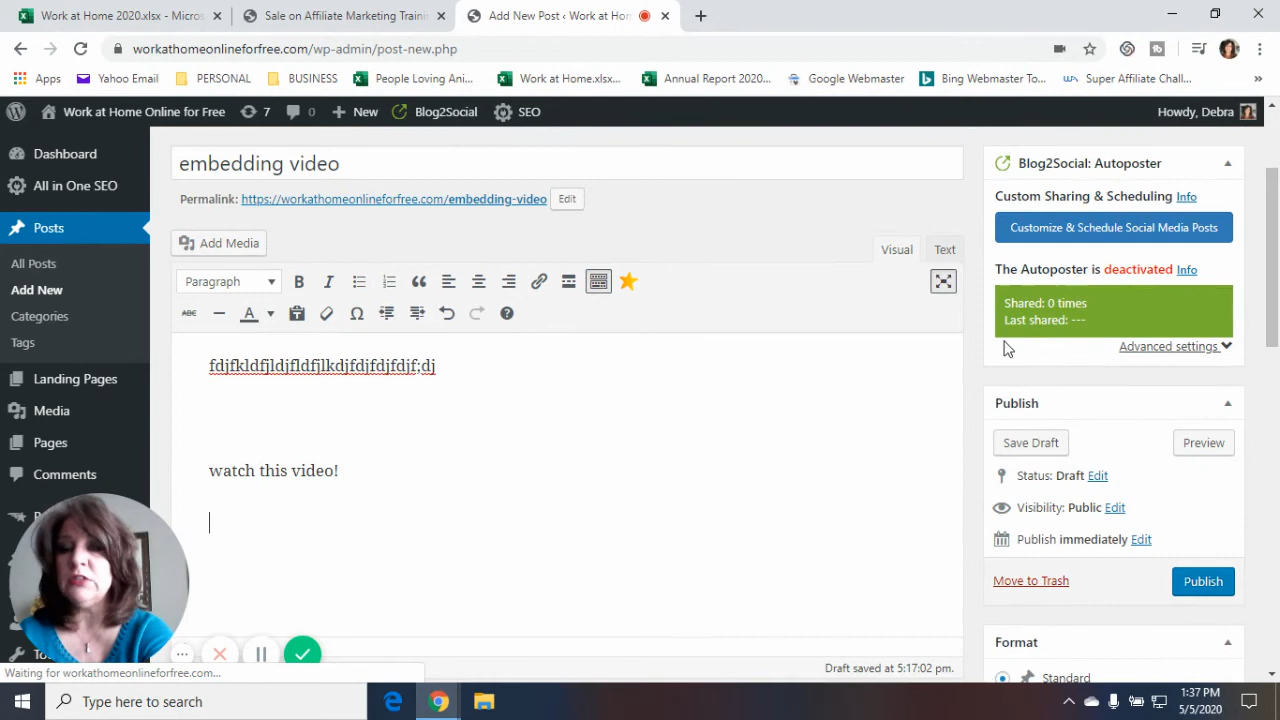 Work at Home 2020.xlsx - Micros
Sale on Affiliate Marketing Traini
Add New Post ‹ Work at Hom
workathomeonlineforfree.com/wp-admin/post-new.php
Apps
Yahoo Email
PERSONAL
BUSINESS
People Loving Ani...
Work at Home.xlsx...
Annual Report 2020...
Google Webmaster
Bing Webmaster To...
Super Affiliate Chall...
»
Work at Home Online for Free
7
0
New
Blog2Social
SEO
Howdy, Debra
Dashboard
All in One SEO
Posts
All Posts
Add New
Categories
Tags
Landing Pages
Media
Pages
Comments
embedding video
Permalink: https://workathomeonlineforfree.com/embedding-video Edit
Add Media
Visual
Text
Paragraph
B
I
ABC
A
fdjfkldfjldjfldfjlkdjfdjfdjfdjf;dj
watch this video!
Draft saved at 5:17:02 pm.
Blog2Social: Autoposter
Custom Sharing & Scheduling Info
Customize & Schedule Social Media Posts
The Autoposter is deactivated Info
Shared: 0 times
Last shared: ---
Advanced settings
Publish
Save Draft
Preview
Status: Draft Edit
Visibility: Public Edit
Publish immediately Edit
Move to Trash
Publish
Format
Standard
Waiting for workathomeonlineforfree.com...
Type here to search
1:37 PM
5/5/2020